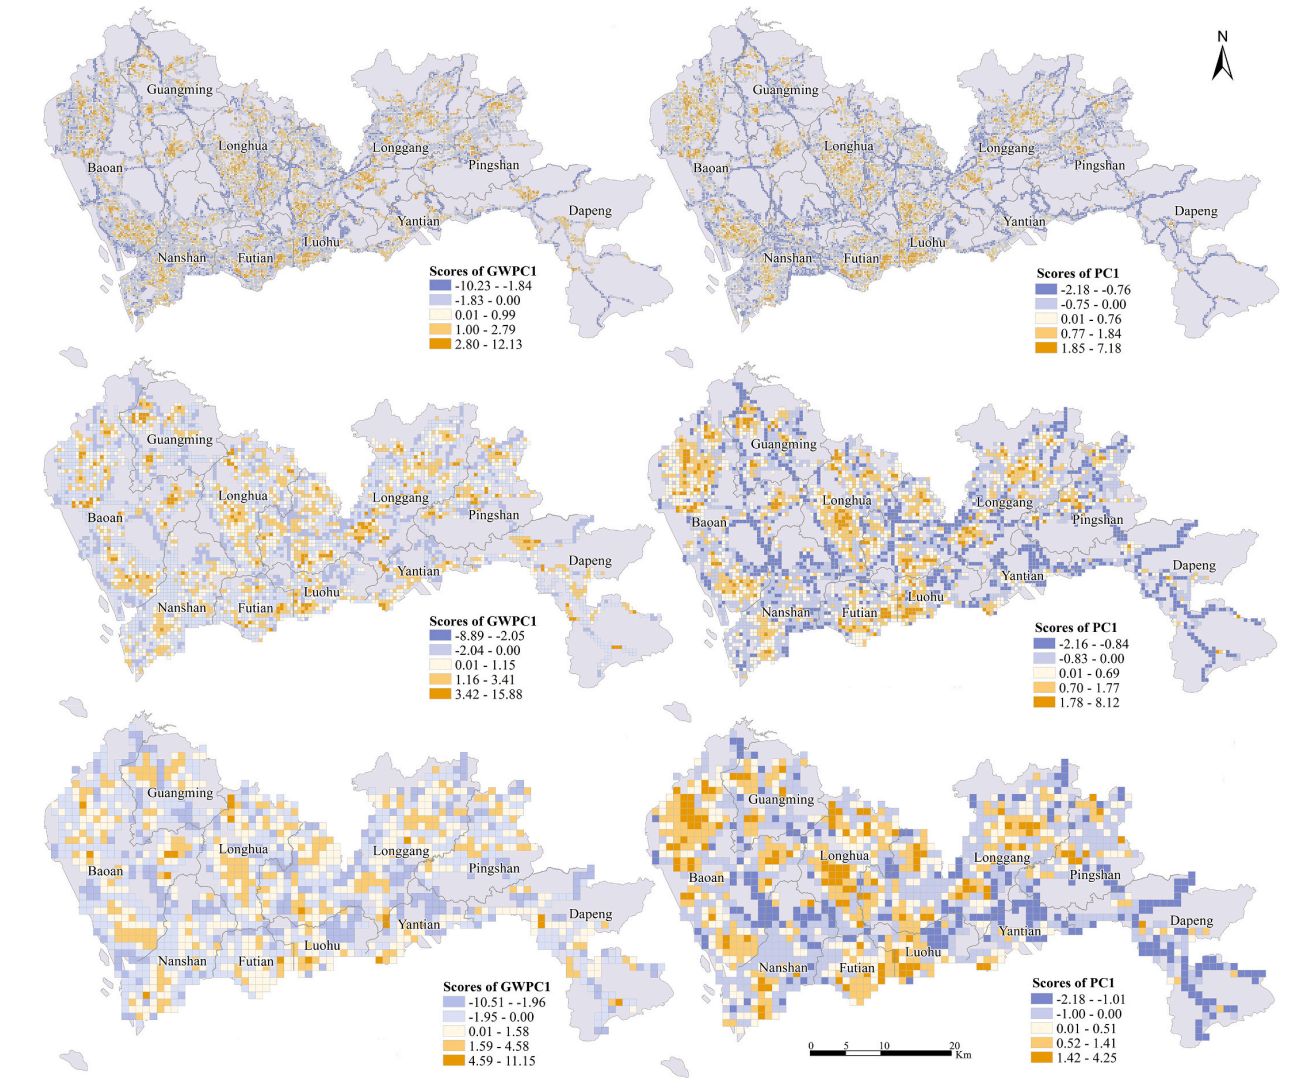 N
Guangming
Longhua
Baoan
Longgang
Pingshan
Dapeng
Yantian
Luohu
Nanshan
Futian
Scores of GWPC1
-10.23 - -1.84
-1.83 - 0.00
0.01 - 0.99
1.00 - 2.79
2.80 - 12.13
Guangming
Longhua
Baoan
Longgang
Pingshan
Dapeng
Yantian
Luohu
Nanshan
Futian
Scores of PC1
-2.18 - -0.76
-0.75 - 0.00
0.01 - 0.76
0.77 - 1.84
1.85 - 7.18
Guangming
Longhua
Baoan
Longgang
Pingshan
Dapeng
Yantian
Luohu
Nanshan
Futian
Scores of GWPC1
-8.89 - -2.05
-2.04 - 0.00
0.01 - 1.15
1.16 - 3.41
3.42 - 15.88
Guangming
Longhua
Baoan
Longgang
Pingshan
Dapeng
Yantian
Luohu
Nanshan
Futian
Scores of PC1
-2.16 - -0.84
-0.83 - 0.00
0.01 - 0.69
0.70 - 1.77
1.78 - 8.12
Guangming
Longhua
Baoan
Longgang
Pingshan
Dapeng
Yantian
Luohu
Nanshan
Futian
Scores of GWPC1
-10.51 - -1.96
-1.95 - 0.00
0.01 - 1.58
1.59 - 4.58
4.59 - 11.15
Guangming
Longhua
Baoan
Longgang
Pingshan
Dapeng
Yantian
Luohu
Nanshan
Futian
Scores of PC1
-2.18 - -1.01
-1.00 - 0.00
0.01 - 0.51
0.52 - 1.41
1.42 - 4.25
0 5 10 20
Km